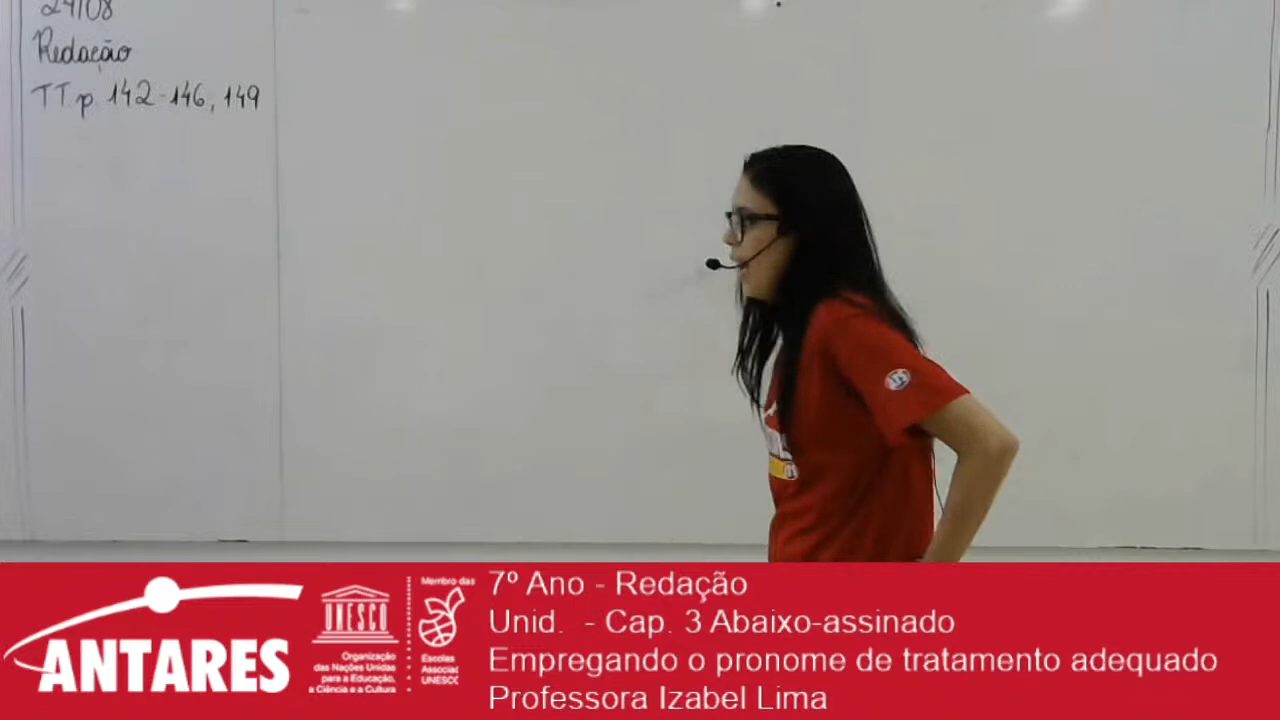 24/08
Redação
TT p. 142-146, 149
ANTARES
UNESCO
Organização
das Nações Unidas
para a Educação,
a Ciência e a Cultura
Membro das
Escolas
Associac
UNESCO
7º Ano - Redação
Unid.  - Cap. 3 Abaixo-assinado
Empregando o pronome de tratamento adequado
Professora Izabel Lima